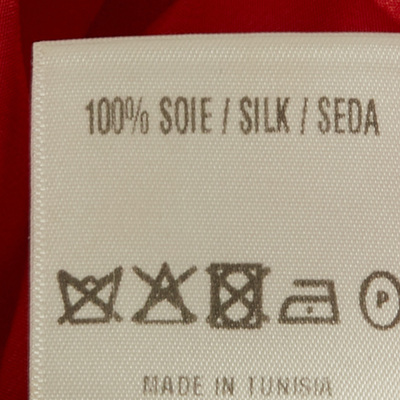 100% SOIE / SILK / SEDA
P
MADE IN TUNISIA